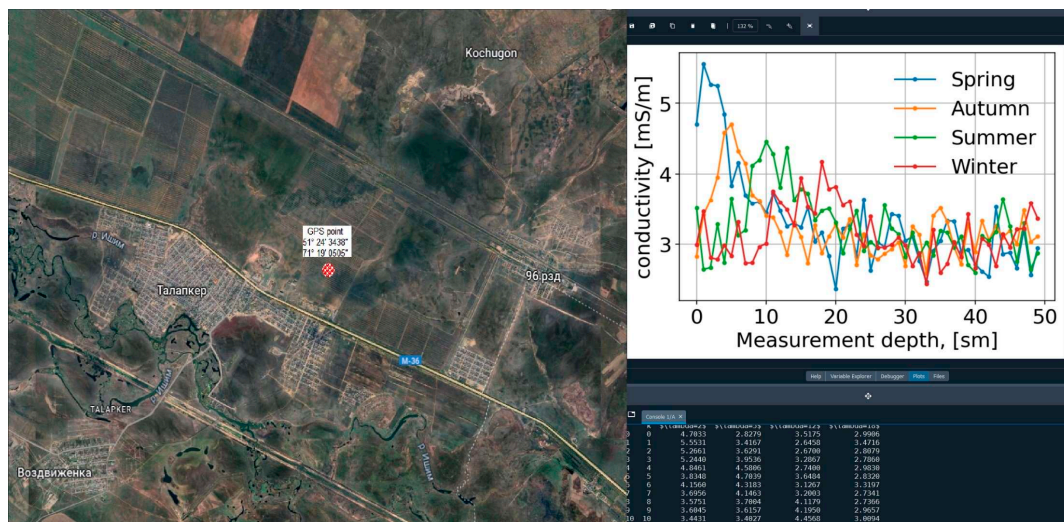 Kochugon
GPS point
51° 24' 3438"
71° 19' 0505"
р. Ишим
Талапкер
96 рзд
M-36
р. Ишим
TALAPKER
Воздвиженка
р. Ишим
132 %
conductivity [mS/m]
5
4
3
Spring
Autumn
Summer
Winter
0 10 20 30 40 50
Measurement depth, [sm]
Help Variable Explorer Debugger Plots Files
Console 1/A
0 0 4.7033 2.8279 3.5175 2.9906
1 1 5.5531 3.4167 2.6458 3.4716
2 2 5.2661 3.6291 2.6700 2.8079
3 3 5.2440 3.9536 3.2867 2.7860
4 4 4.8461 4.5806 2.7400 2.9830
5 5 3.8348 4.7039 3.6484 2.8320
6 6 4.1560 4.3183 3.1267 3.3197
7 7 3.6956 4.1463 3.2003 2.7341
8 8 3.5751 3.7004 4.1179 2.7366
9 9 3.6045 3.6157 4.1950 2.9657
10 10 3.4431 3.4027 4.4568 3.0094